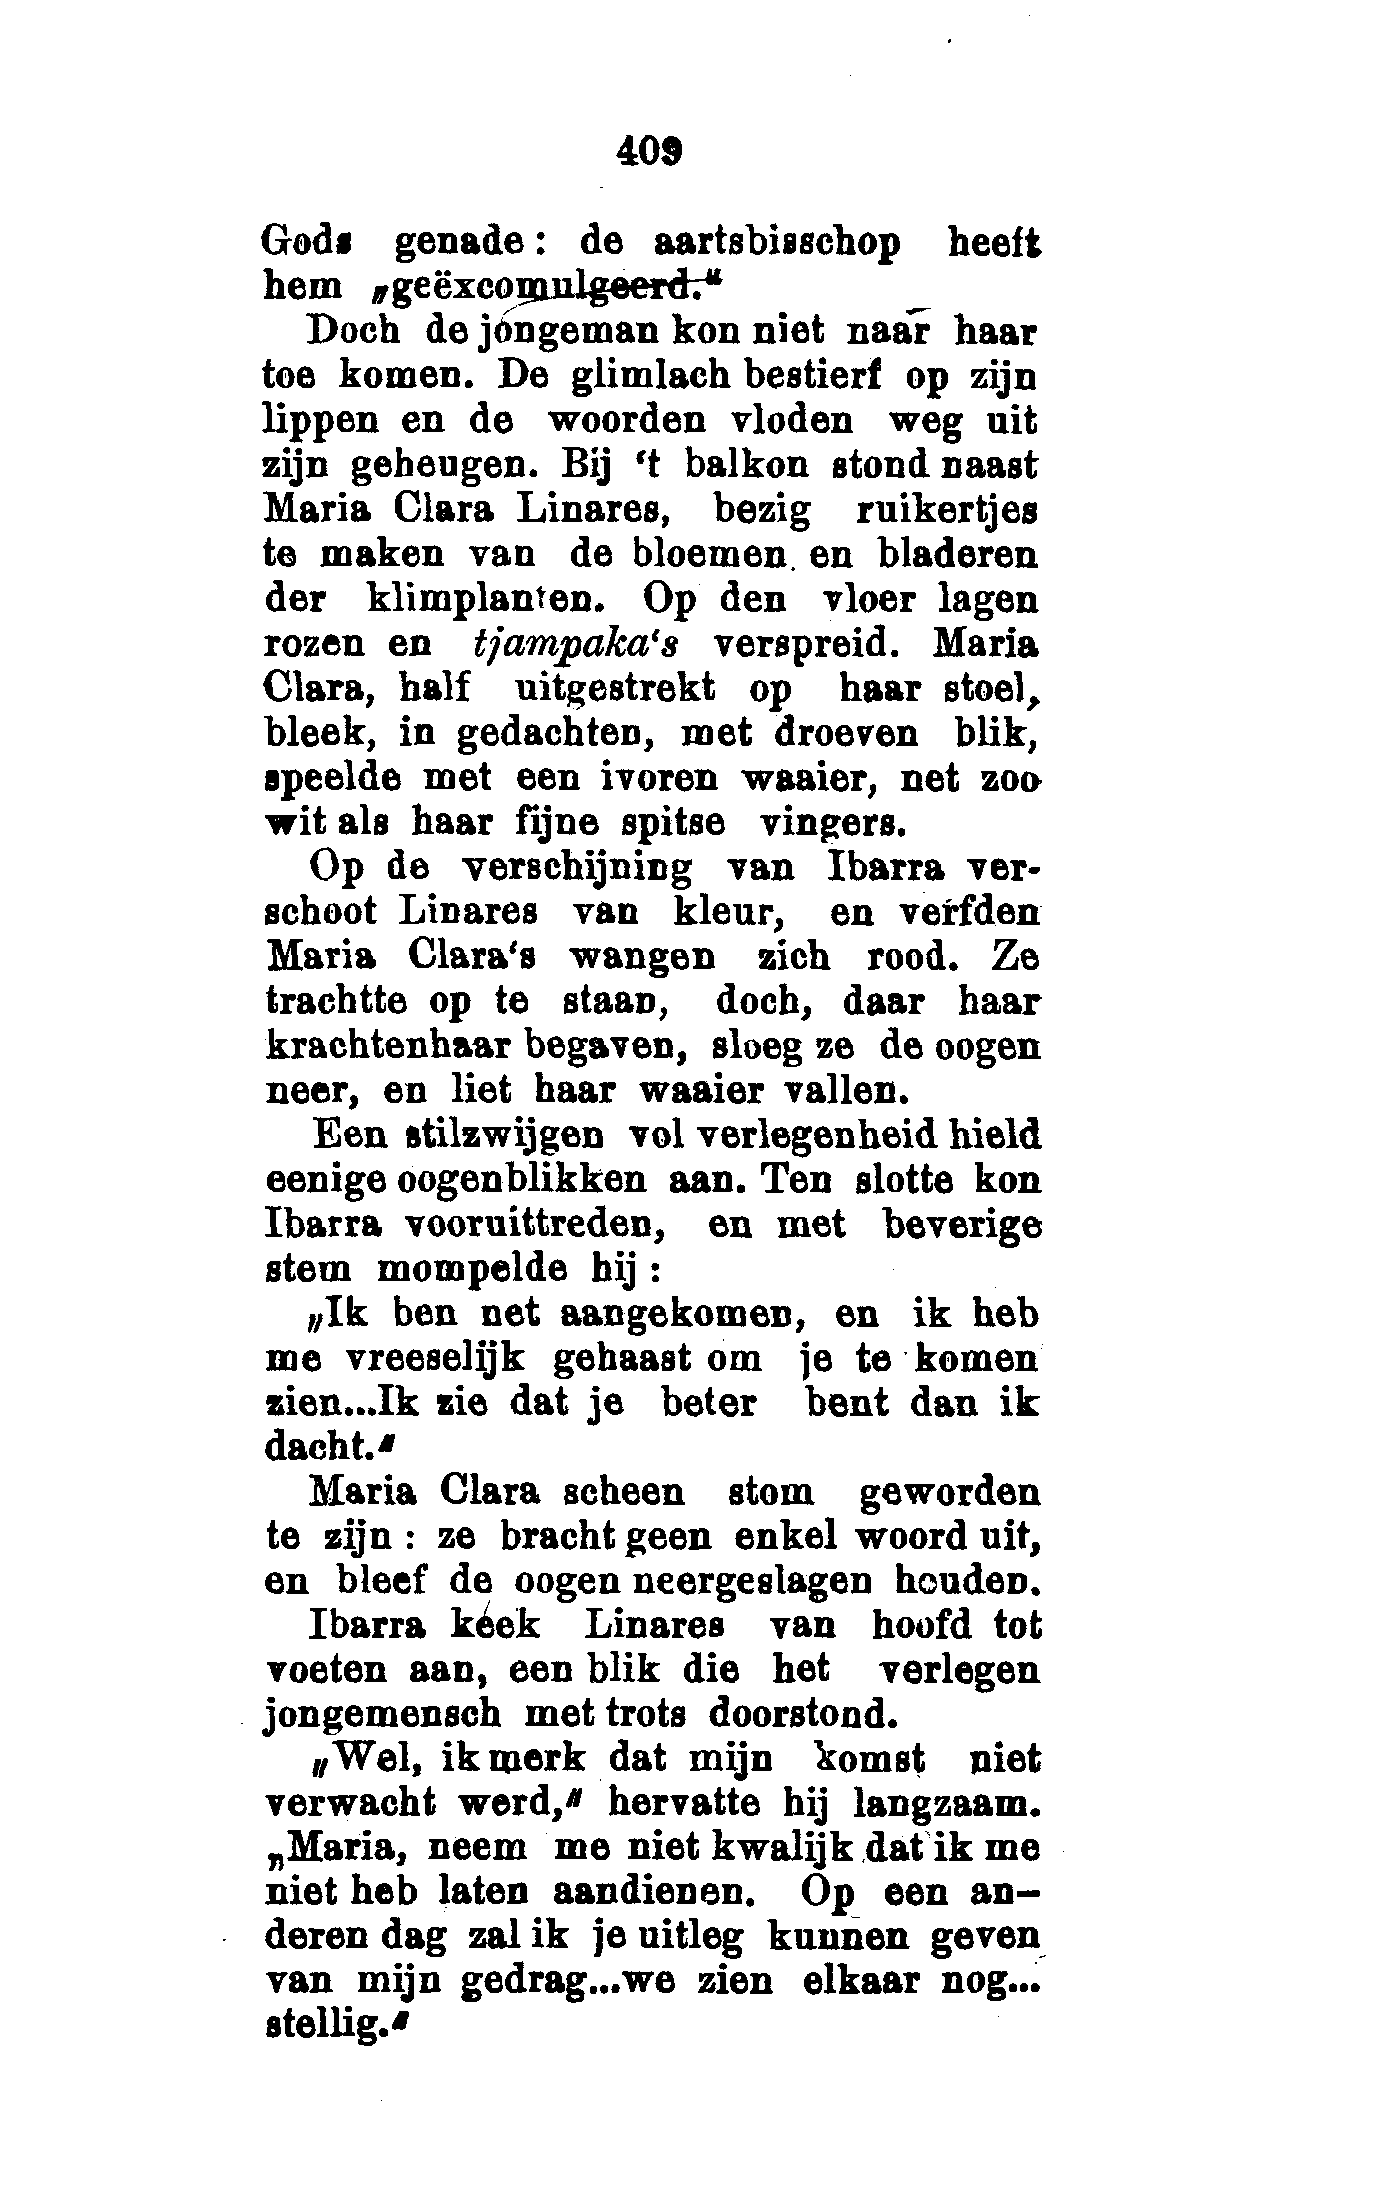 409
Gods genade: de aartsbisschop heeft
hem „geëxcomulgeerd.“
Doch de jongeman kon niet naar haar
toe komen. De glimlach bestierf op zijn
lippen en de woorden vloden weg uit
zijn geheugen. Bij ‘t balkon stond naast
Maria Clara Linares, bezig ruikertjes
te maken van de bloemen en bladeren
der klimplanten. Op den vloer lagen
rozen en tjampaka‘s verspreid. Maria
Clara, half uitgestrekt op haar stoel,
bleek, in gedachten, met droeven blik,
speelde met een ivoren waaier, net zoo
wit als haar fijne spitse vingers.
Op de verschijning van Ibarra ver-
schoot Linares van kleur, en verfden
Maria Clara‘s wangen zich rood. Ze
trachtte op te staan, doch, daar haar
krachtenhaar begaven, sloeg ze de oogen
neer, en liet haar waaier vallen.
Een stilzwijgen vol verlegenheid hield
eenige oogenblikken aan. Ten slotte kon
Ibarra vooruittreden, en met beverige
stem mompelde hij :
„Ik ben net aangekomen, en ik heb
me vreeselijk gehaast om je te komen
zien...Ik zie dat je beter bent dan ik
dacht.“
Maria Clara scheen stom geworden
te zijn : ze bracht geen enkel woord uit,
en bleef de oogen neergeslagen houden.
Ibarra keek Linares van hoofd tot
voeten aan, een blik die het verlegen
jongemensch met trots doorstond.
„Wel, ik merk dat mijn komst niet
verwacht werd,“ hervatte hij langzaam.
„Maria, neem me niet kwalijk dat ik me
niet heb laten aandienen. Op een an-
deren dag zal ik je uitleg kunnen geven
van mijn gedrag...we zien elkaar nog...
stellig.“